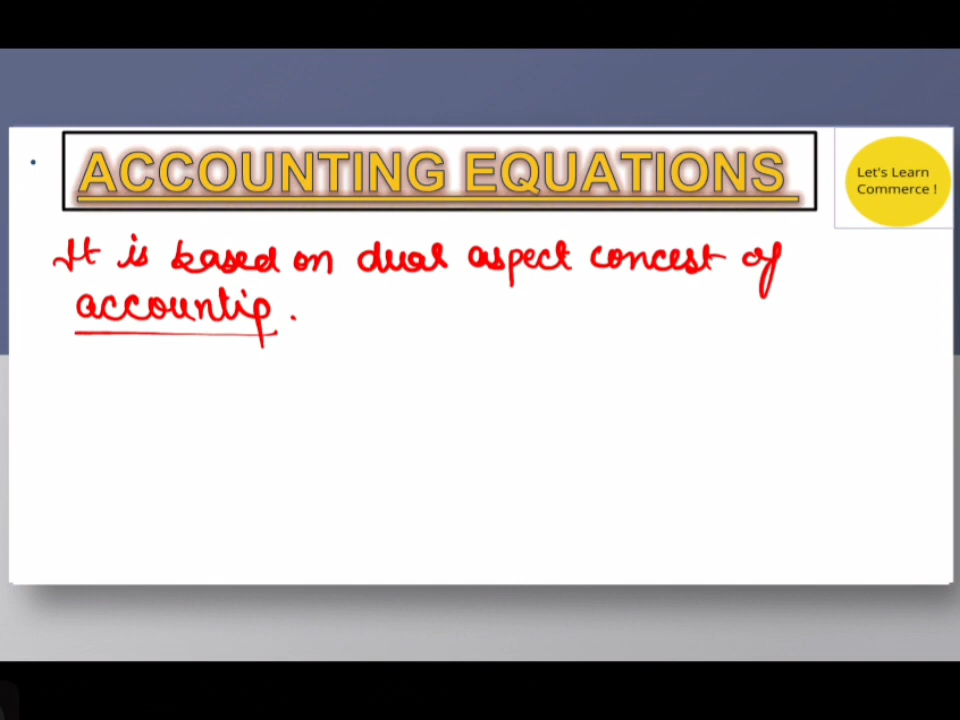 ACCOUNTING EQUATIONS
Let's Learn
Commerce !
It is based on dual aspect concept of
accounting.